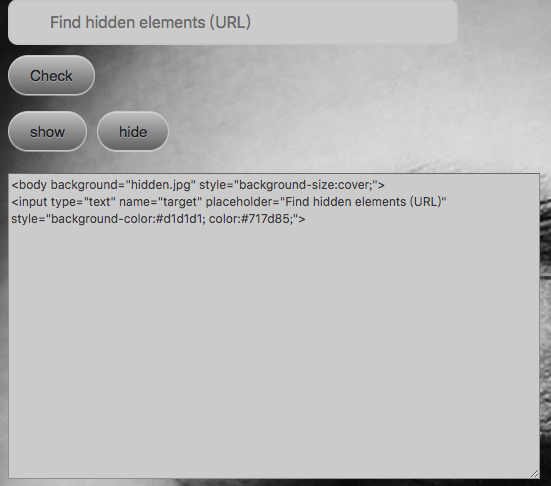 Find hidden elements (URL)
Check
show hide
<body background="hidden.jpg" style="background-size:cover;">
<input type="text" name="target" placeholder="Find hidden elements (URL)"
style="background-color:#d1d1d1; color:#717d85;">